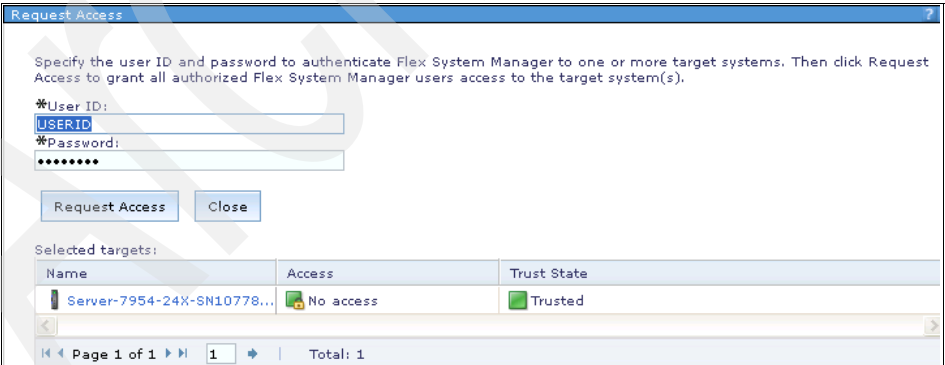 Request Access ?
Specify the user ID and password to authenticate Flex System Manager to one or more target systems. Then click Request
Access to grant all authorized Flex System Manager users access to the target system(s).
*User ID:
USERID
*Password:
••••••••
Request Access Close
Selected targets:
Name Access Trust State
Server-7954-24X-SN10778... No access Trusted
Page 1 of 1 1 Total: 1